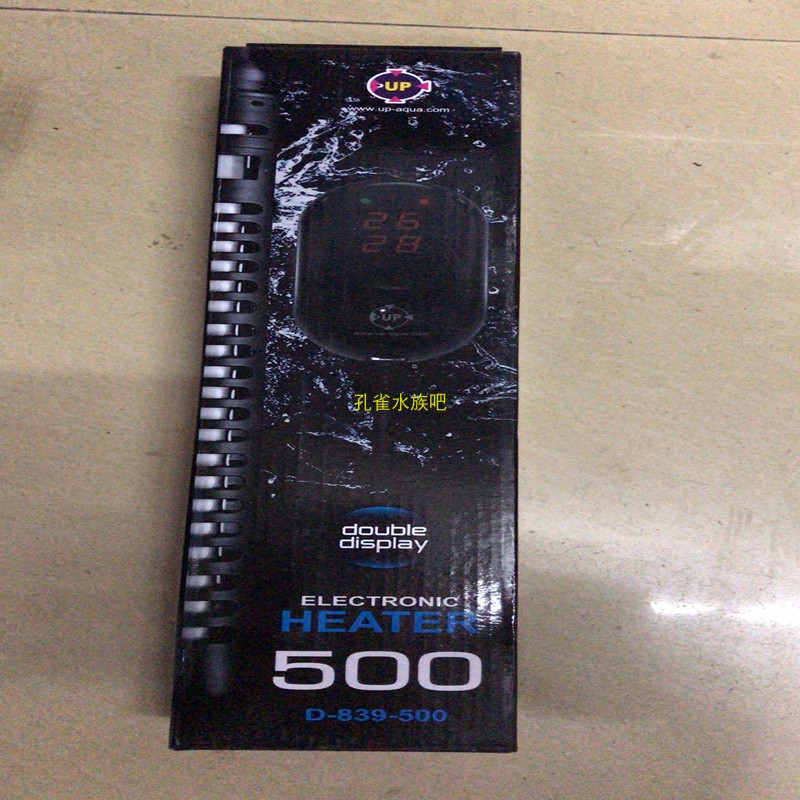 UP
www.up-aqua.com
26
28
UP
孔雀水族吧
double
display
ELECTRONIC
HEATER
500
D-839-500